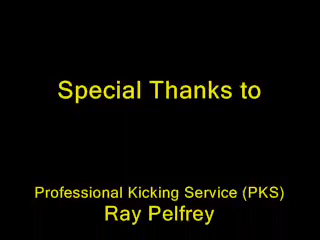 Special Thanks to
Professional Kicking Service (PKS)
Ray Pelfrey